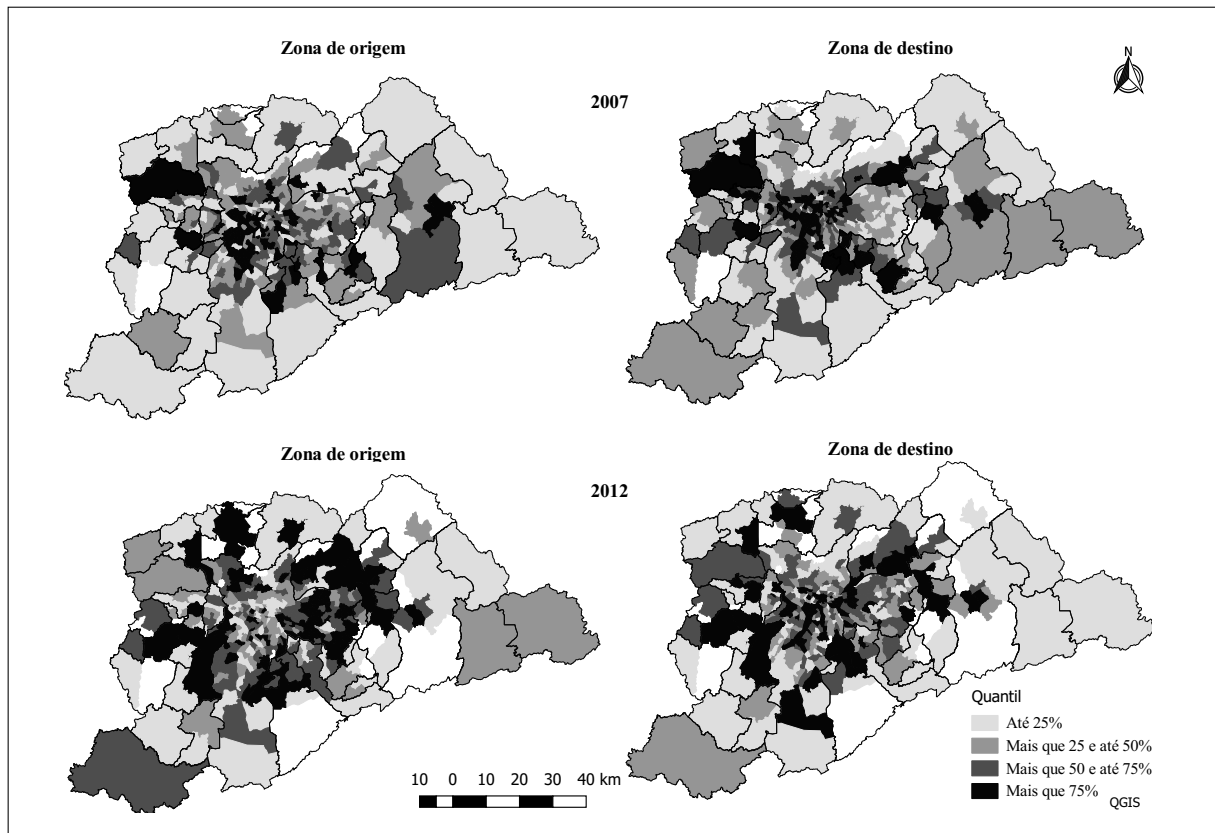 Zona de origem
Zona de destino
N
2007
Zona de origem
Zona de destino
2012
Quantil
Até 25%
Mais que 25 e até 50%
Mais que 50 e até 75%
Mais que 75%
10 0 10 20 30 40 km
QGIS